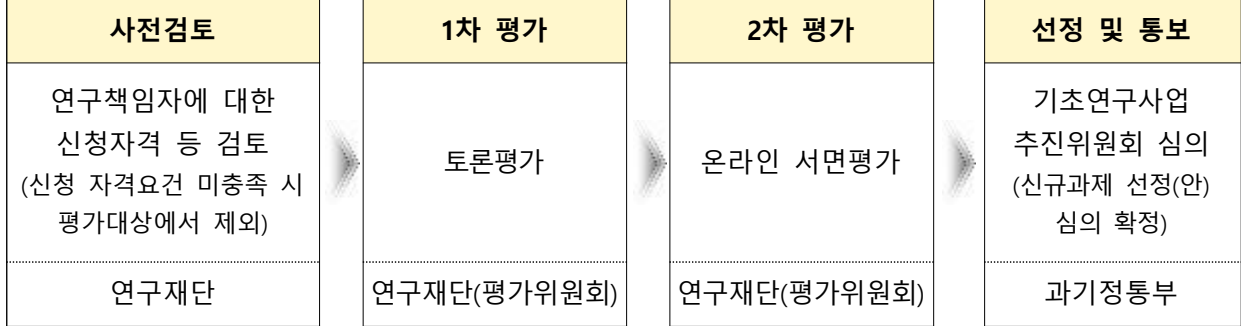 사전검토
연구책임자에 대한
신청자격 등 검토
(신청 자격요건 미충족 시
평가대상에서 제외)
연구재단
1차 평가
토론평가
연구재단(평가위원회)
2차 평가
온라인 서면평가
연구재단(평가위원회)
선정 및 통보
기초연구사업
추진위원회 심의
(신규과제 선정(안)
심의 확정)
과기정통부